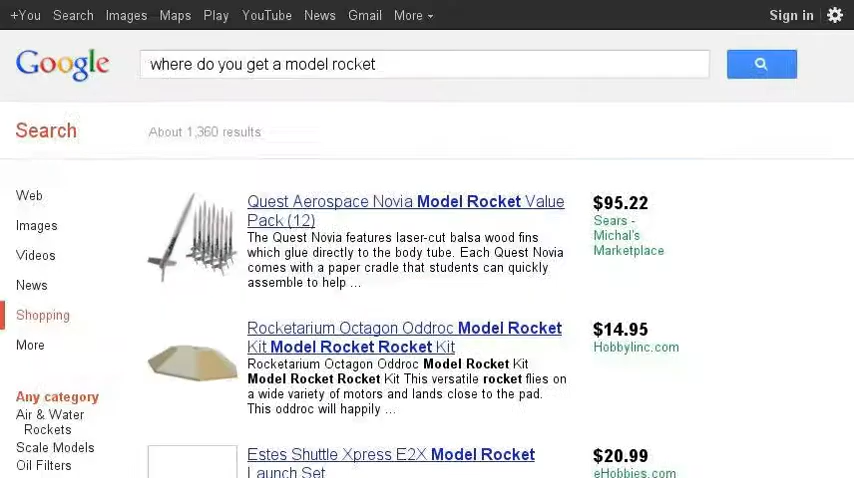 +You Search Images Maps Play YouTube News Gmail More Sign in
Google
where do you get a model rocket
Search
About 1,360 results
Web
Images
Videos
News
Shopping
More
Any category
Air & Water
Rockets
Scale Models
Oil Filters
Quest Aerospace Novia Model Rocket Value
Pack (12)
The Quest Novia features laser-cut balsa wood fins
which glue directly to the body tube. Each Quest Novia
comes with a paper cradle that students can quickly
assemble to help ...
$95.22
Sears -
Michal's
Marketplace
Rocketarium Octagon Oddroc Model Rocket
Kit Model Rocket Rocket Kit
Rocketarium Octagon Oddroc Model Rocket Kit
Model Rocket Rocket Kit This versatile rocket flies on
a wide variety of motors and lands close to the pad.
This oddroc will happily ...
$14.95
Hobbylinc.com
Estes Shuttle Xpress E2X Model Rocket
Launch Set
$20.99
eHobbies.com